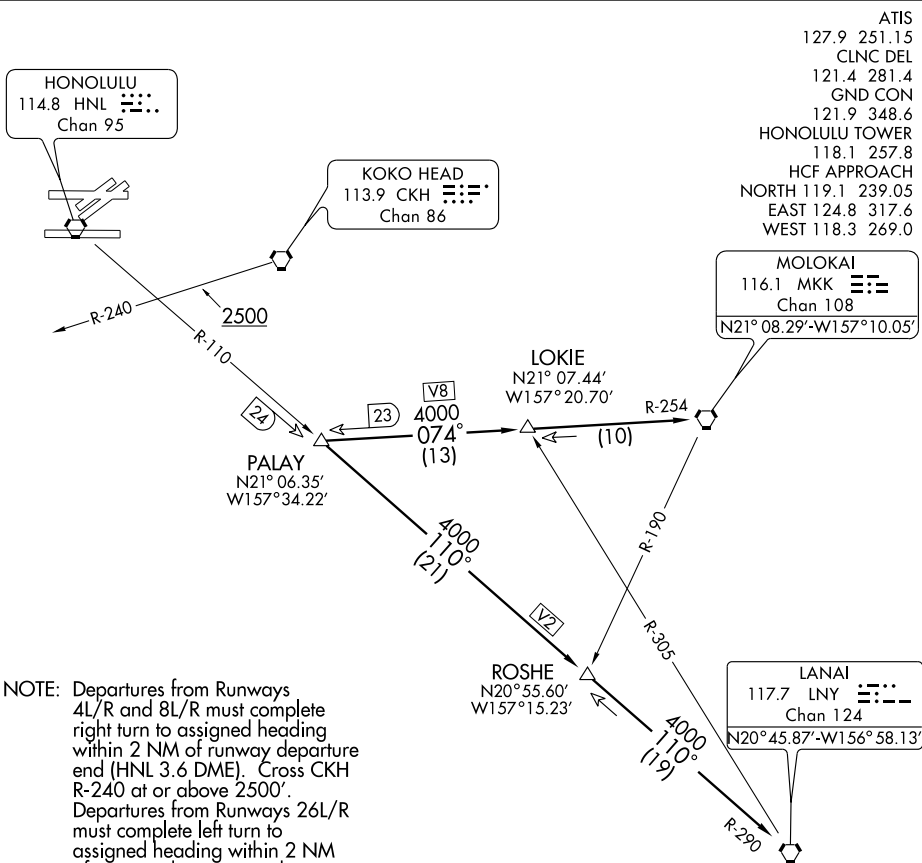 ATIS
127.9 251.15
CLNC DEL
121.4 281.4
GND CON
121.9 348.6
HONOLULU TOWER
118.1 257.8
HCF APPROACH
NORTH 119.1 239.05
EAST 124.8 317.6
WEST 118.3 269.0
HONOLULU
114.8 HNL
Chan 95
KOKO HEAD
113.9 CKH
Chan 86
MOLOKAI
116.1 MKK
Chan 108
N21° 08.29'-W157°10.05'
R-240
2500
R-110
LOKIE
N21° 07.44'
W157°20.70'
24
23
V8
4000
074°
(13)
R-254
(10)
PALAY
N21° 06.35'
W157°34.22'
4000
110°
(21)
R-190
V2
R-305
ROSHE
N20°55.60'
W157°15.23'
4000
110°
(19)
LANAI
117.7 LNY
Chan 124
N20°45.87'-W156°58.13'
R-290
NOTE: Departures from Runways
4L/R and 8L/R must complete
right turn to assigned heading
within 2 NM of runway departure
end (HNL 3.6 DME). Cross CKH
R-240 at or above 2500'.
Departures from Runways 26L/R
must complete left turn to
assigned heading within 2 NM